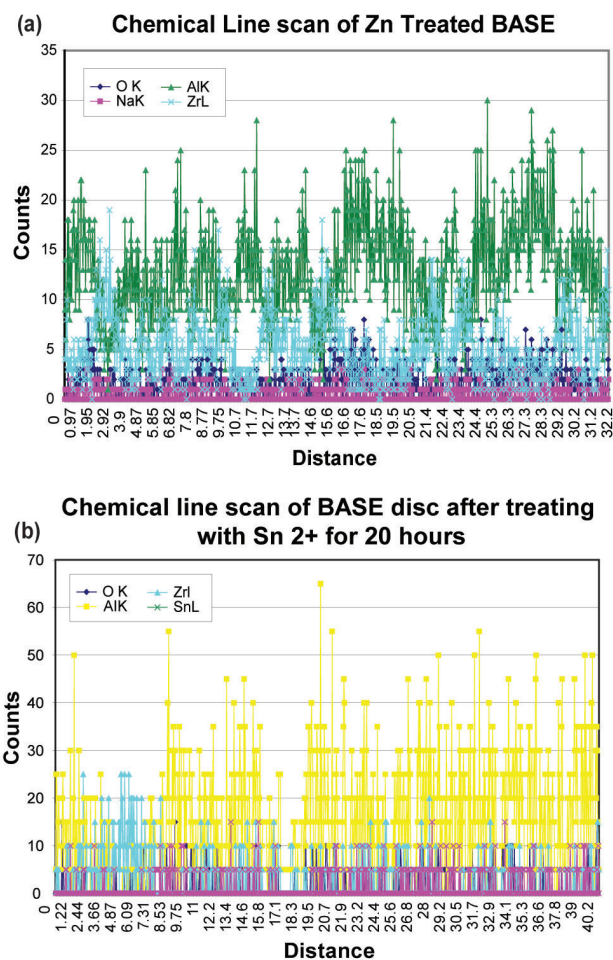 (a) Chemical Line scan of Zn Treated BASE
35
30
25
20
15
10
5
0
Counts
O K AlK
NaK ZrL
0 0.97 1.95 2.92 3.9 4.87 5.85 6.82 7.8 8.77 9.75 10.7 11.7 12.7 13.7 13.7 14.6 15.6 16.6 17.6 18.5 19.5 20.5 21.4 22.4 23.4 24.4 25.3 26.3 27.3 28.3 29.2 30.2 31.2 32.2
Distance
(b) Chemical line scan of BASE disc after treating
with Sn 2+ for 20 hours
70
60
50
40
30
20
10
0
Counts
O K Zrl
AlK SnL
0 1.22 2.44 3.66 4.87 6.09 7.31 8.53 9.75 11 12.2 13.4 14.6 15.8 17.1 18.3 19.5 20.7 21.9 23.2 24.4 25.6 26.8 28 29.2 30.5 31.7 32.9 34.1 35.3 36.6 37.8 39 40.2
Distance